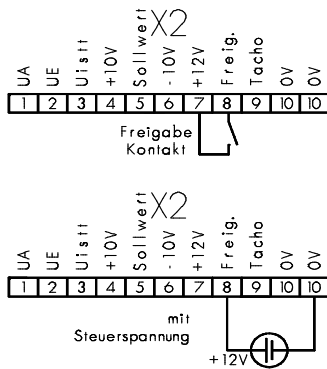 X2
UA UE Uistt +10V Sollwert -10V +12V Freig. Tacho 0V 0V
1 2 3 4 5 6 7 8 9 10 10
Freigabe
Kontakt
X2
UA UE Uistt +10V Sollwert -10V +12V Freig. Tacho 0V 0V
1 2 3 4 5 6 7 8 9 10 10
mit
Steuerspannung
+12V